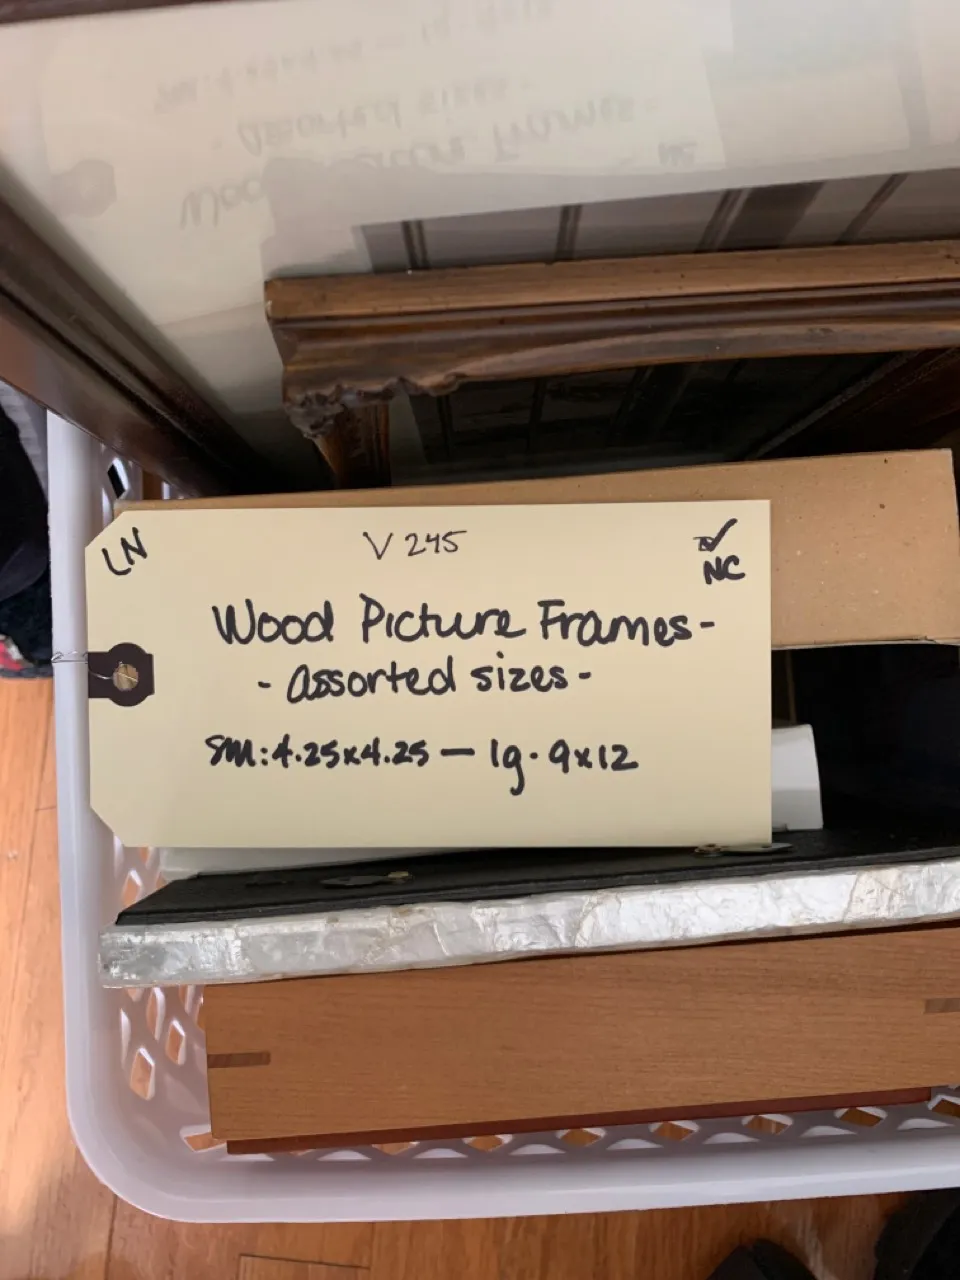 LN
V 245
✓
NC
Wood Picture Frames-
- assorted sizes -
sm: 4.25x4.25 — lg. 9x12